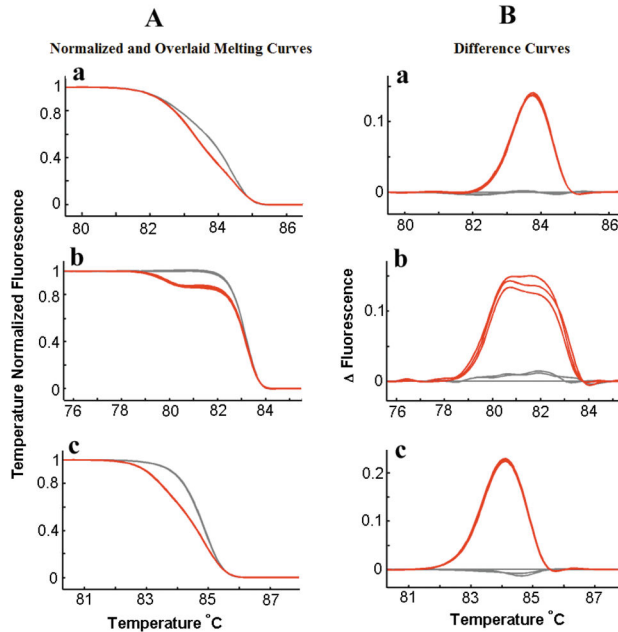 A
B
Normalized and Overlaid Melting Curves
Difference Curves
a
1
0.8
0.4
0
80 82 84 86
a
0.1
0
80 82 84 86
b
1
0.8
0.4
0
76 78 80 82 84
b
0.1
0
76 78 80 82 84
c
1
0.8
0.4
0
81 83 85 87
c
0.2
0.1
0
81 83 85 87
Temperature Normalized Fluorescence
Δ Fluorescence
Temperature °C
Temperature °C